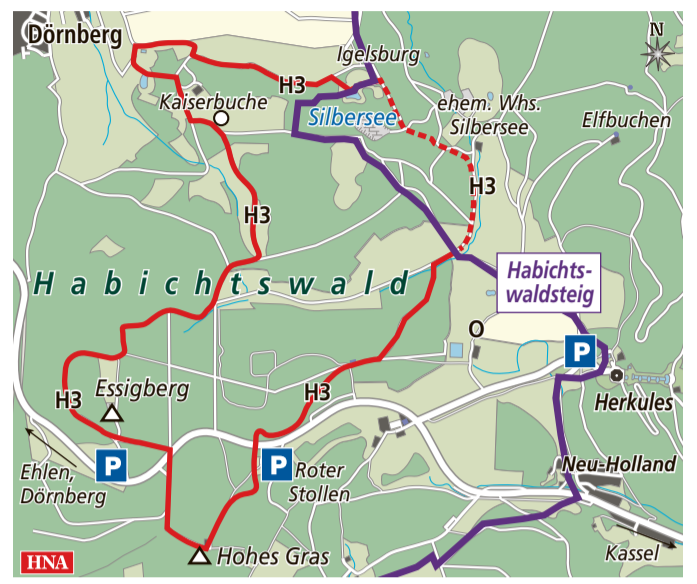 Dörnberg
N
Igelsburg
H3
Kaiserbuche
Silbersee
ehem. Whs.
Silbersee
Elfbuchen
H3
H3
Habichtswald
Habichts-
waldsteig
P
Essigberg
H3
H3
Herkules
Ehlen,
Dörnberg
P
P
Roter
Stollen
Neu-Holland
Hohes Gras
Kassel
HNA